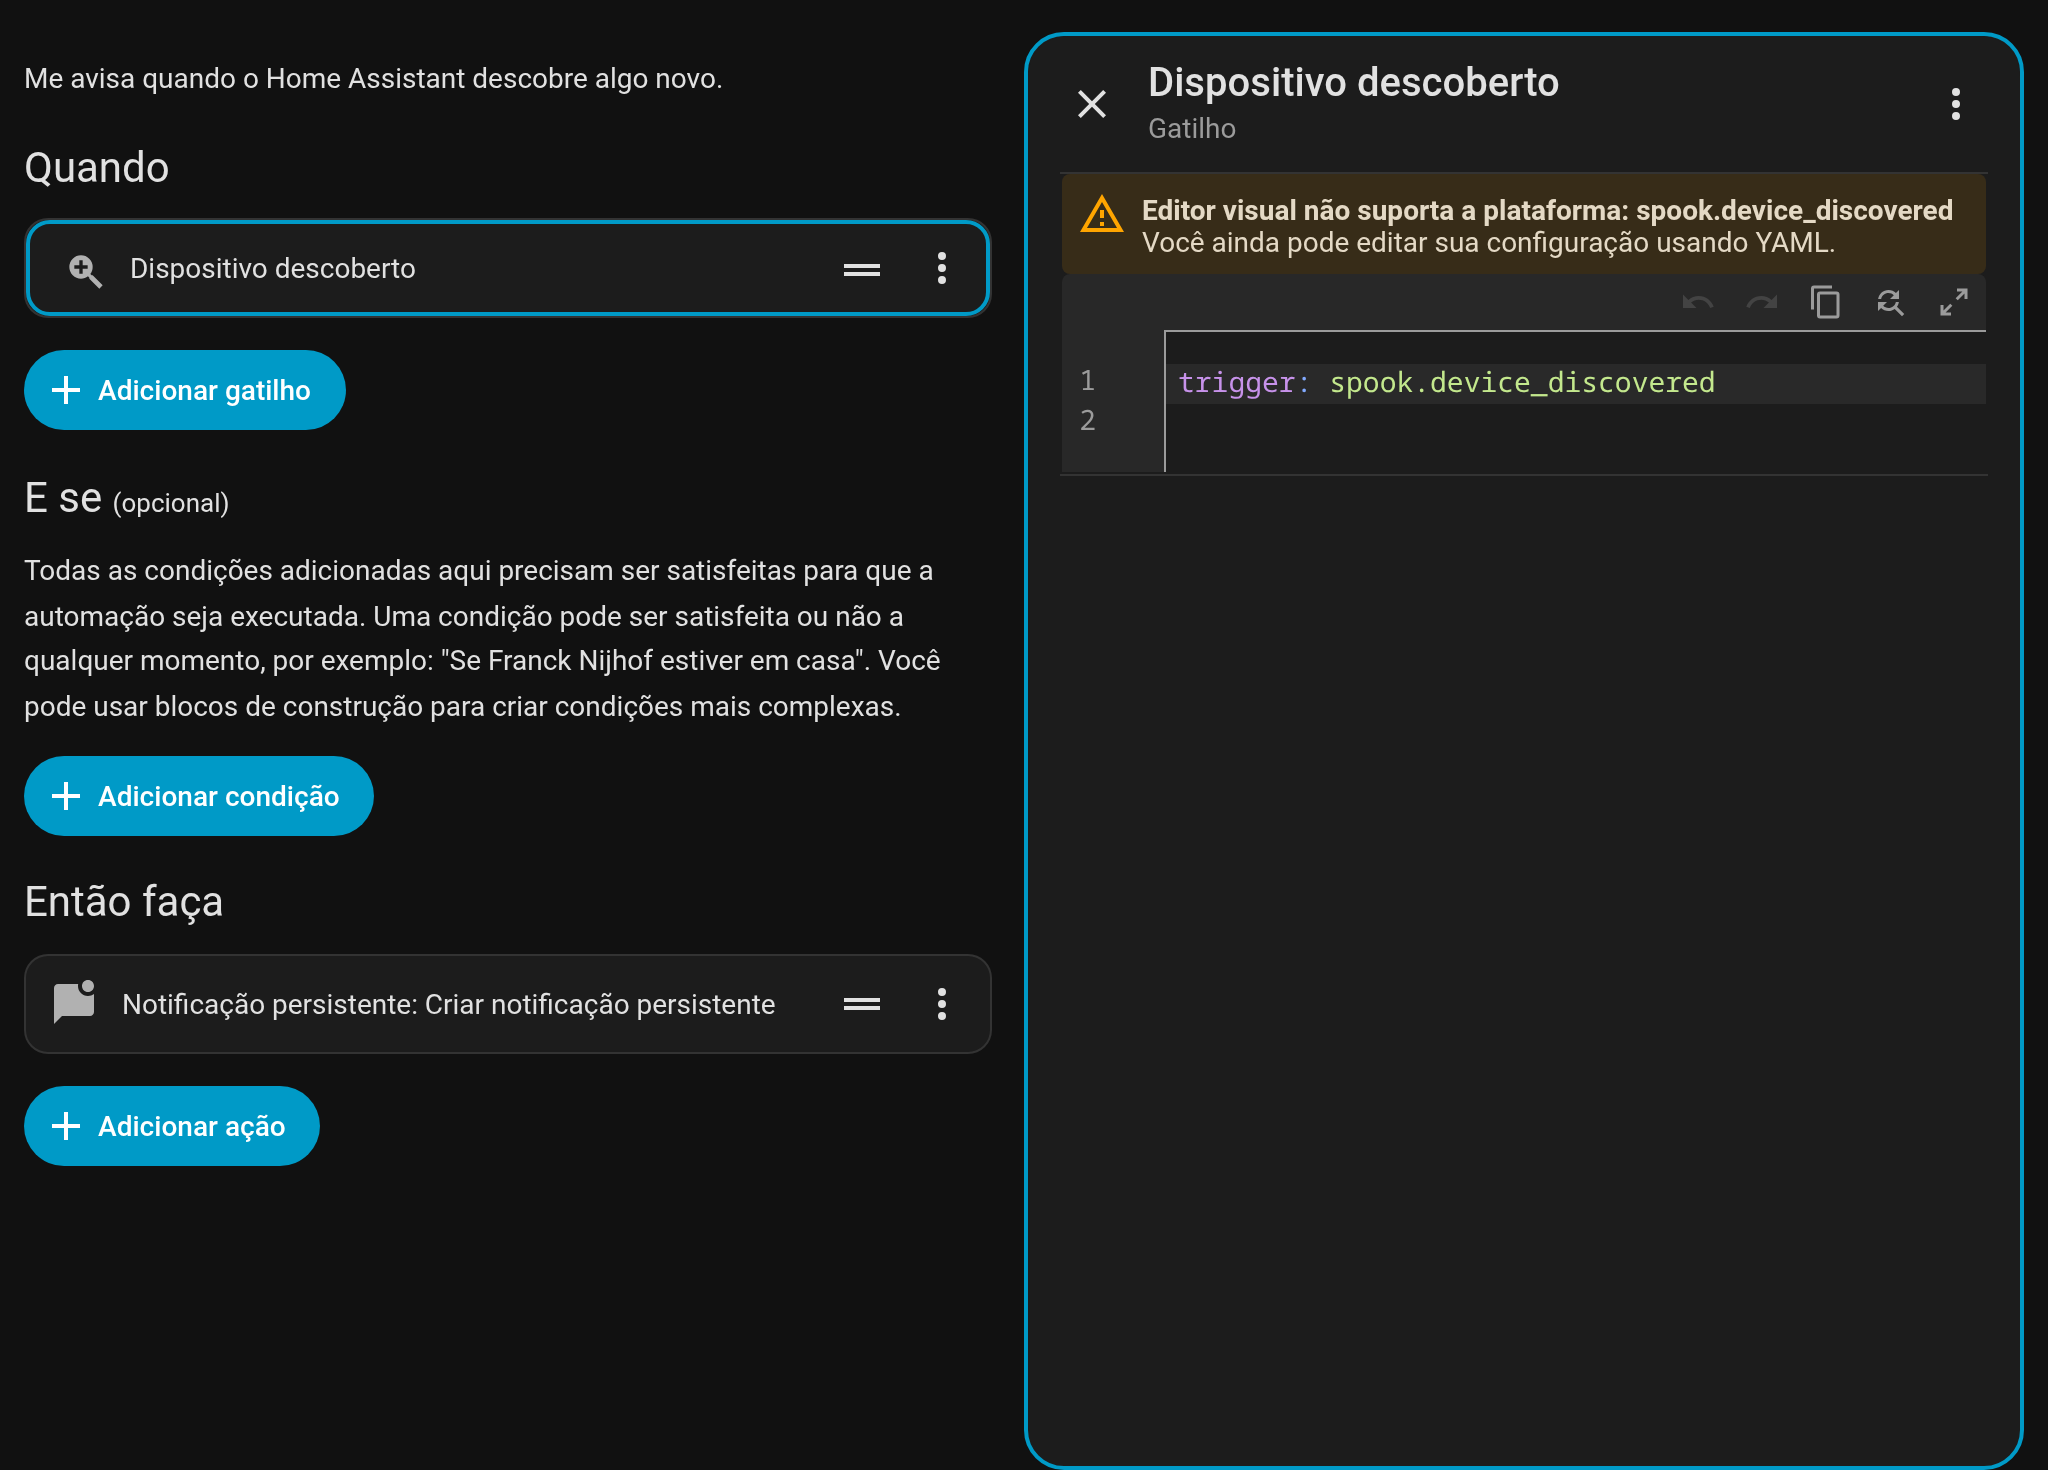 Me avisa quando o Home Assistant descobre algo novo.
Quando
Dispositivo descoberto
Adicionar gatilho
E se (opcional)
Todas as condições adicionadas aqui precisam ser satisfeitas para que a
automação seja executada. Uma condição pode ser satisfeita ou não a
qualquer momento, por exemplo: "Se Franck Nijhof estiver em casa". Você
pode usar blocos de construção para criar condições mais complexas.
Adicionar condição
Então faça
Notificação persistente: Criar notificação persistente
Adicionar ação
Dispositivo descoberto
Gatilho
Editor visual não suporta a plataforma: spook.device_discovered
Você ainda pode editar sua configuração usando YAML.
1 trigger: spook.device_discovered
2